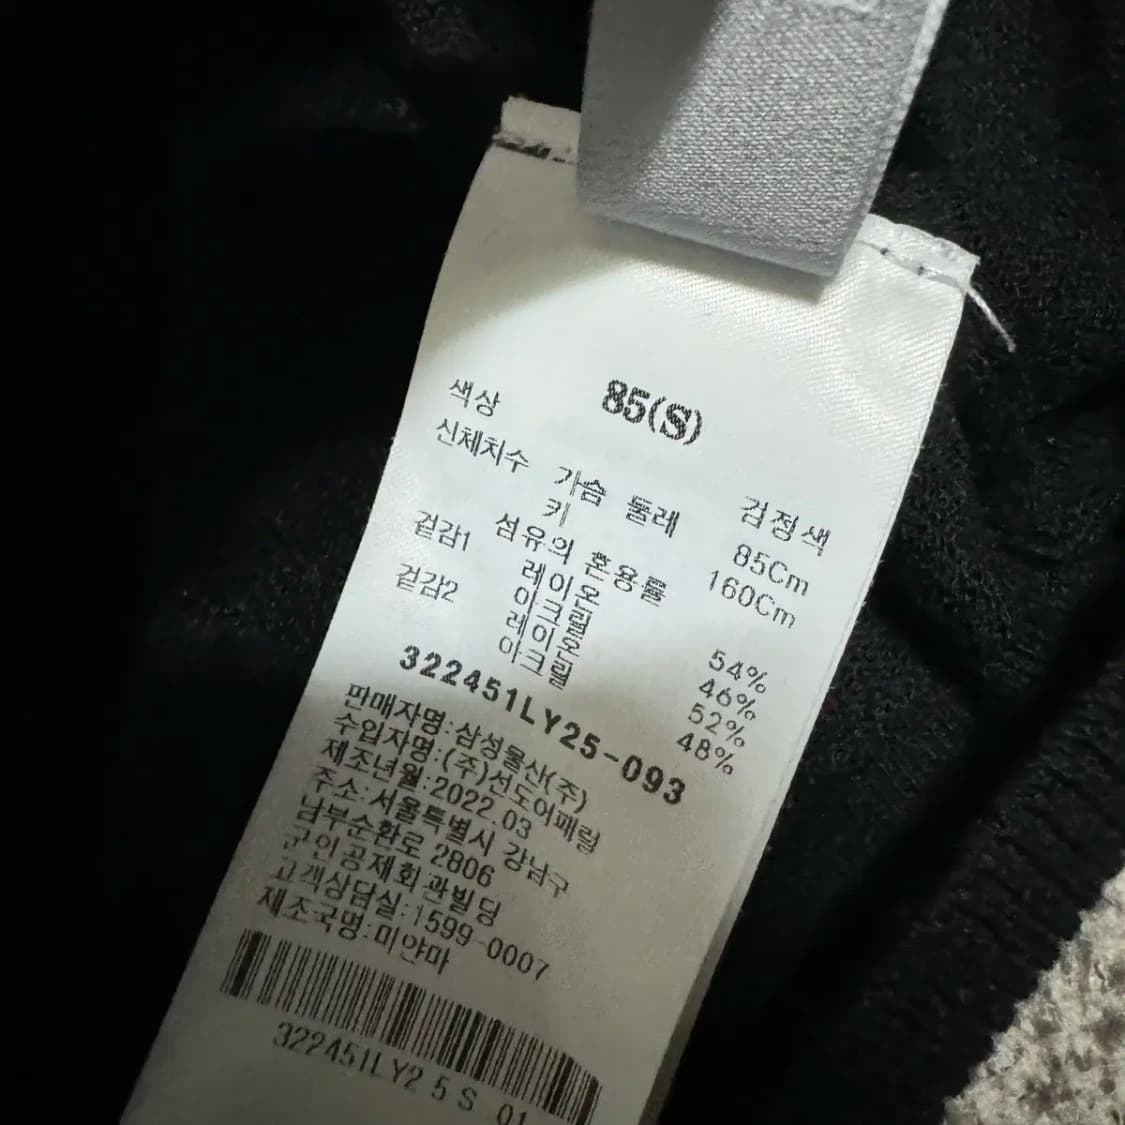 85(S)
색상 검정색
신체치수 가슴 둘레 85Cm
키 160Cm
섬유의 혼용률
겉감1 레이온 54%
아크릴 46%
겉감2 레이온 52%
아크릴 48%
322451LY25-093
판매자명:삼성물산(주)
수입자명:(주)선도어패럴
제조년월:2022.03
주소:서울특별시 강남구
남부순환로 2806
군인공제회관빌딩
고객상담실:1599-0007
제조국명:미얀마
322451LY2 5 S 01